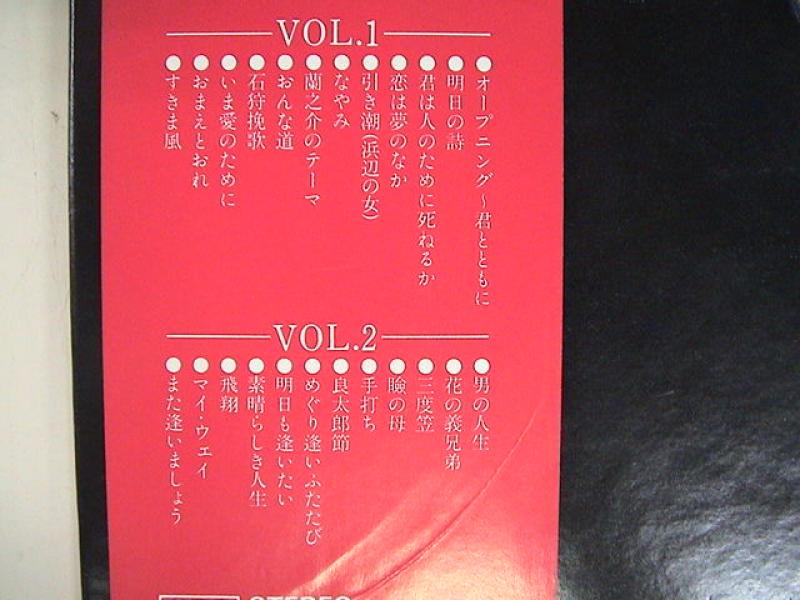 VOL.1
●オープニング～君とともに
●明日の詩
●君は人のために死ねるか
●恋は夢のなか
●引き潮(浜辺の女)
●なやみ
●蘭之介のテーマ
●おんな道
●石狩挽歌
●いま愛のために
●おまえとおれ
●すきま風
VOL.2
●男の人生
●花の義兄弟
●三度笠
●瞼の母
●手打ち
●良太郎節
●めぐり逢いふたたび
●明日も逢いたい
●素晴らしき人生
●飛翔
●マイ・ウェイ
●また逢いましょう
STEREO